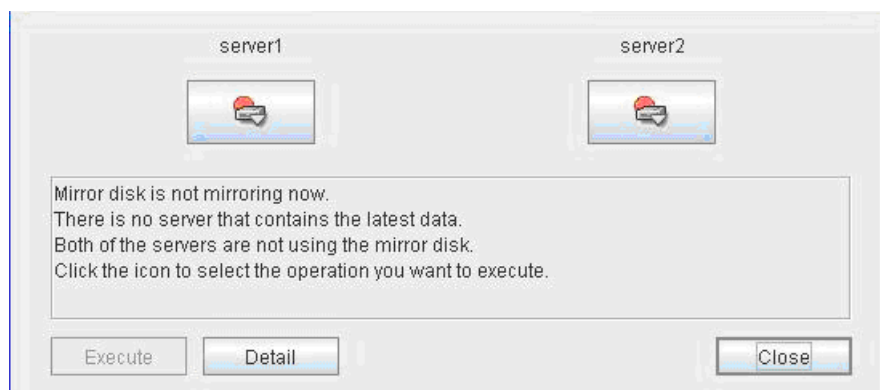 server1 server2
Mirror disk is not mirroring now.
There is no server that contains the latest data.
Both of the servers are not using the mirror disk.
Click the icon to select the operation you want to execute.
Execute Detail Close